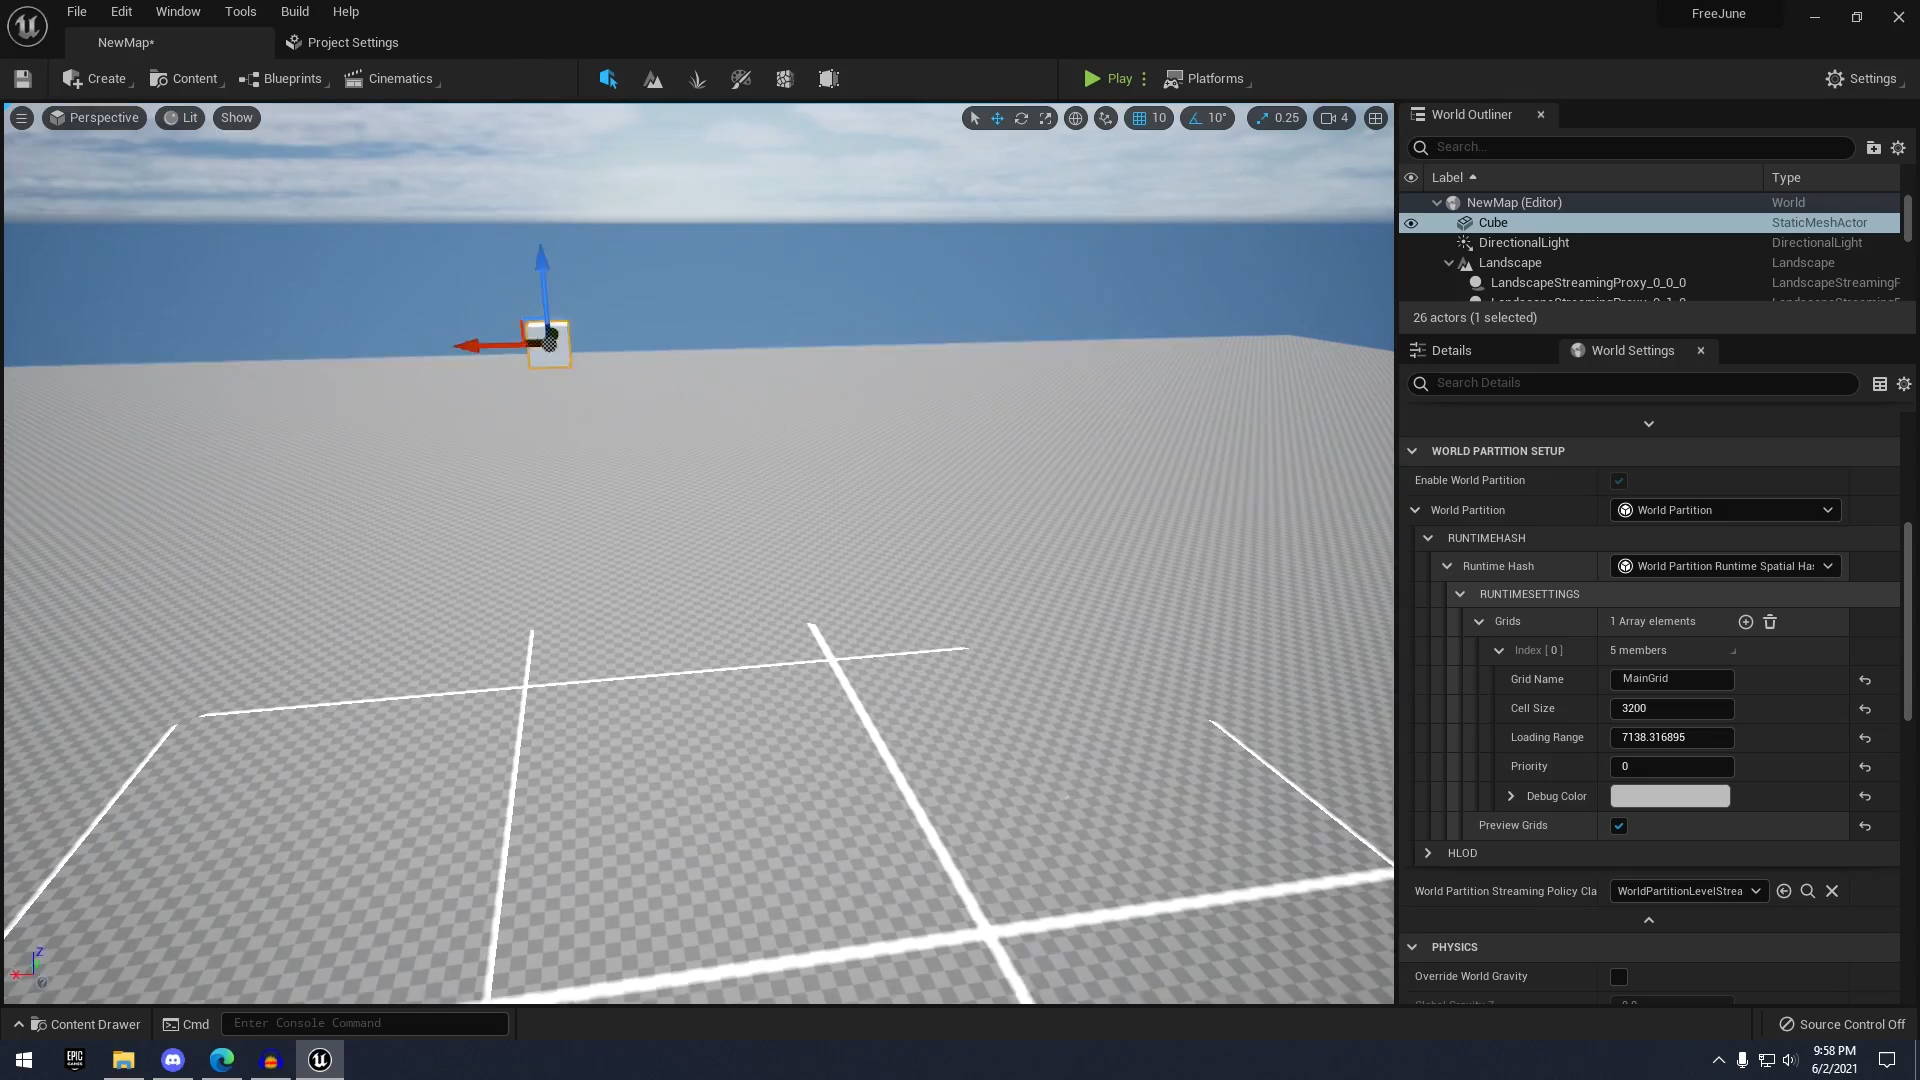 File Edit Window Tools Build Help
FreeJune
NewMap*
Project Settings
Create
Content
Blueprints
Cinematics
Play
Platforms
Settings
Perspective
Lit
Show
10
10°
0.25
4
World Outliner
Search...
Label
Type
NewMap (Editor)
World
Cube
StaticMeshActor
DirectionalLight
DirectionalLight
Landscape
Landscape
LandscapeStreamingProxy_0_0_0
LandscapeStreamingF
26 actors (1 selected)
Details
World Settings
Search Details
WORLD PARTITION SETUP
Enable World Partition
World Partition
World Partition
RUNTIMEHASH
Runtime Hash
World Partition Runtime Spatial Has
RUNTIMESETTINGS
Grids
1 Array elements
Index [ 0 ]
5 members
Grid Name
MainGrid
Cell Size
3200
Loading Range
7138.316895
Priority
0
Debug Color
Preview Grids
HLOD
World Partition Streaming Policy Cla
WorldPartitionLevelStrea
PHYSICS
Override World Gravity
Z
X
Content Drawer
Cmd
Enter Console Command
Source Control Off
EPIC
GAMES
9:58 PM
6/2/2021